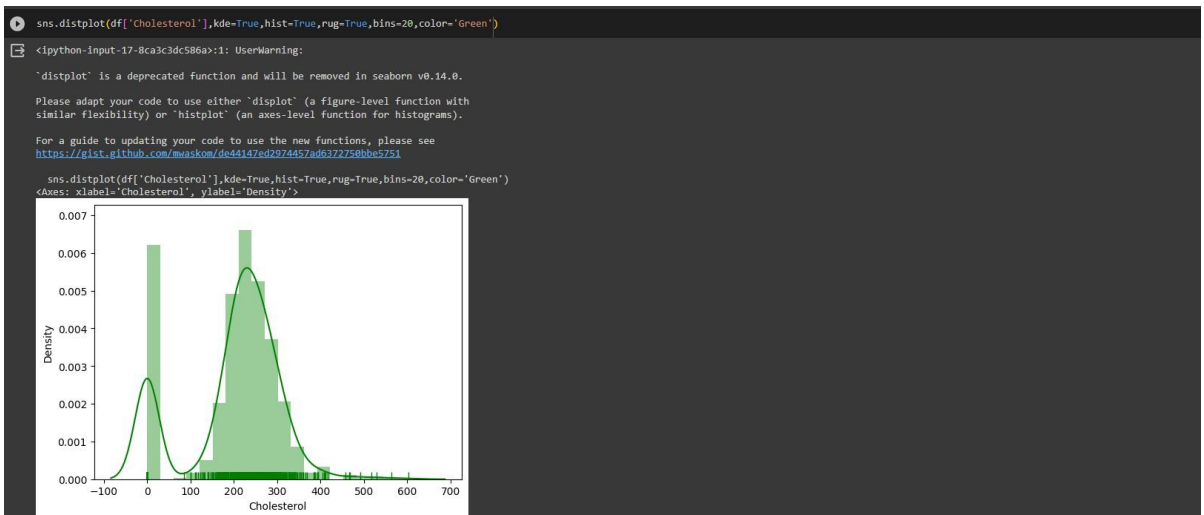 sns.distplot(df['Cholesterol'],kde=True,hist=True,rug=True,bins=20,color='Green')
<ipython-input-17-8ca3c3dc586a>:1: UserWarning:
`distplot` is a deprecated function and will be removed in seaborn v0.14.0.
Please adapt your code to use either `displot` (a figure-level function with
similar flexibility) or `histplot` (an axes-level function for histograms).
For a guide to updating your code to use the new functions, please see
https://gist.github.com/mwaskom/de44147ed2974457ad6372750bbe5751
sns.distplot(df['Cholesterol'],kde=True,hist=True,rug=True,bins=20,color='Green')
<Axes: xlabel='Cholesterol', ylabel='Density'>
0.007
0.006
0.005
0.004
0.003
0.002
0.001
0.000
Density
−100 0 100 200 300 400 500 600 700
Cholesterol